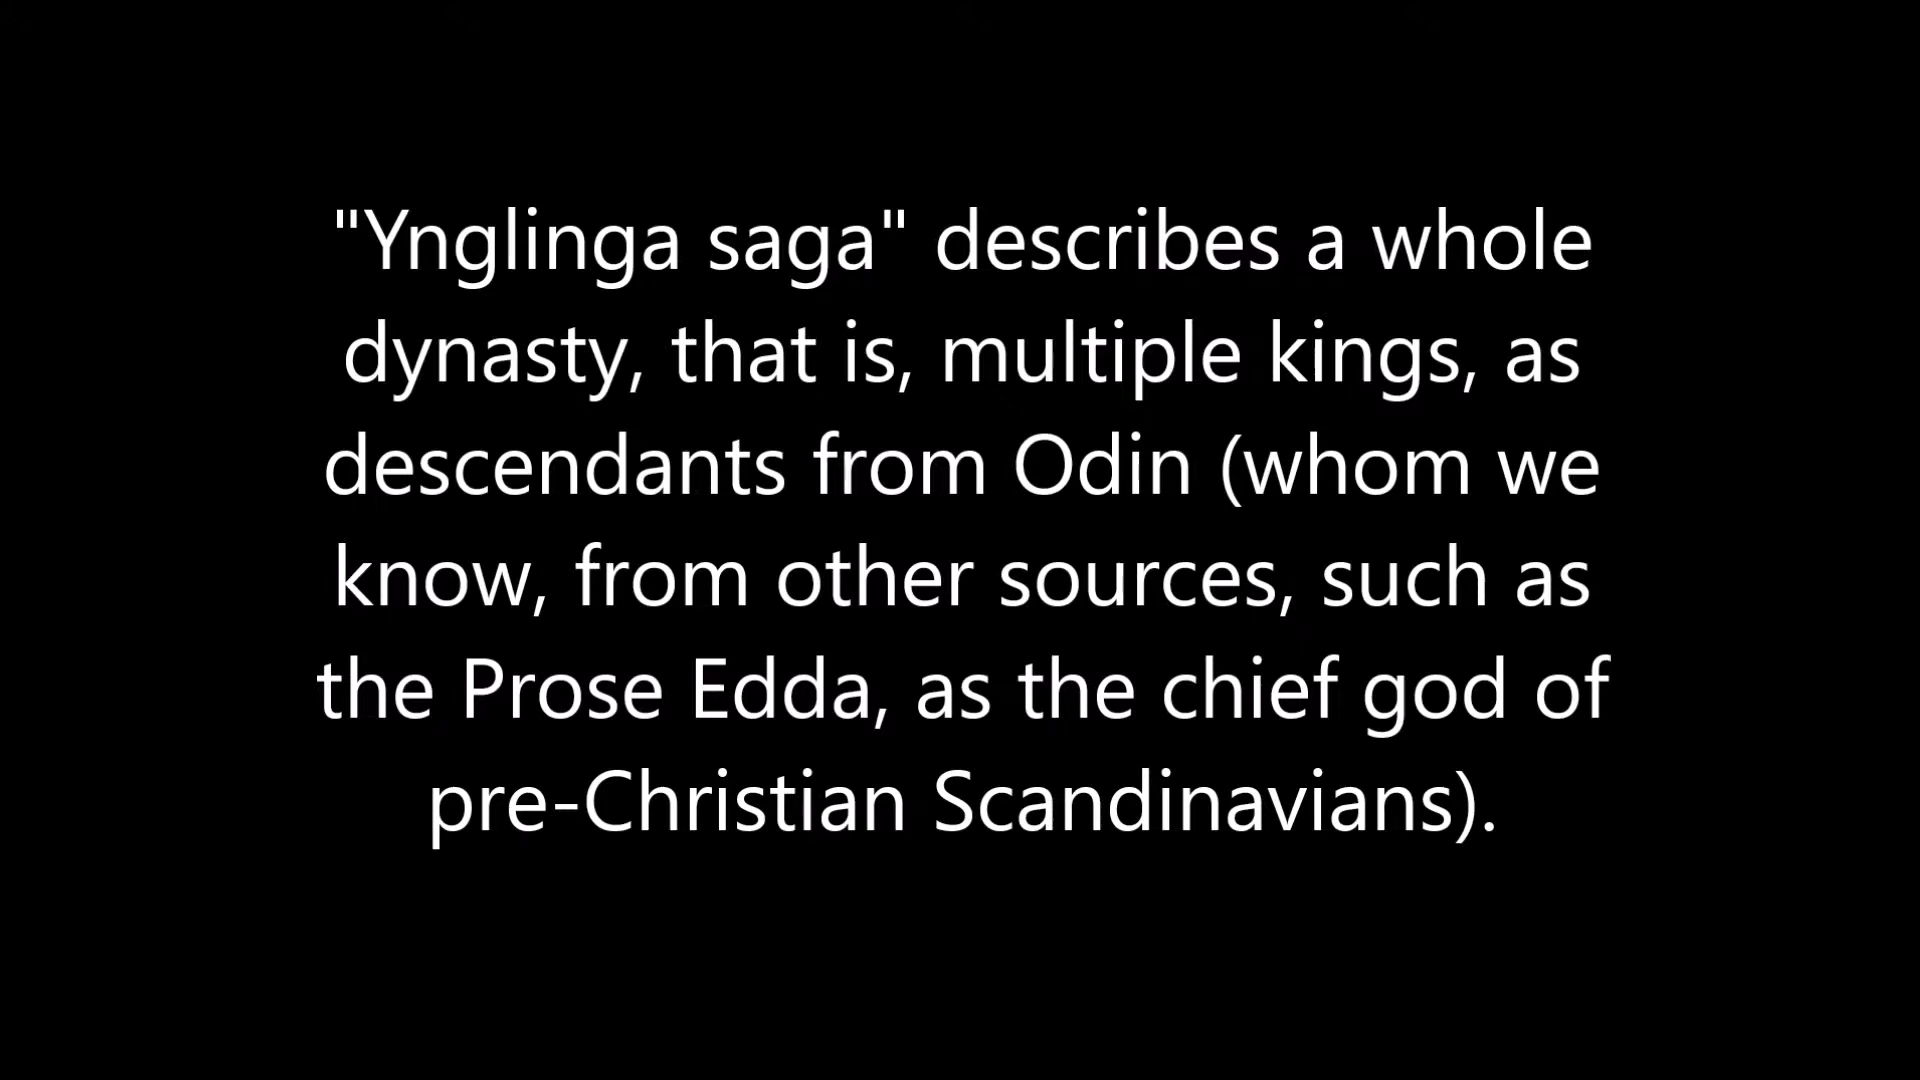 "Ynglinga saga" describes a whole
dynasty, that is, multiple kings, as
descendants from Odin (whom we
know, from other sources, such as
the Prose Edda, as the chief god of
pre-Christian Scandinavians).